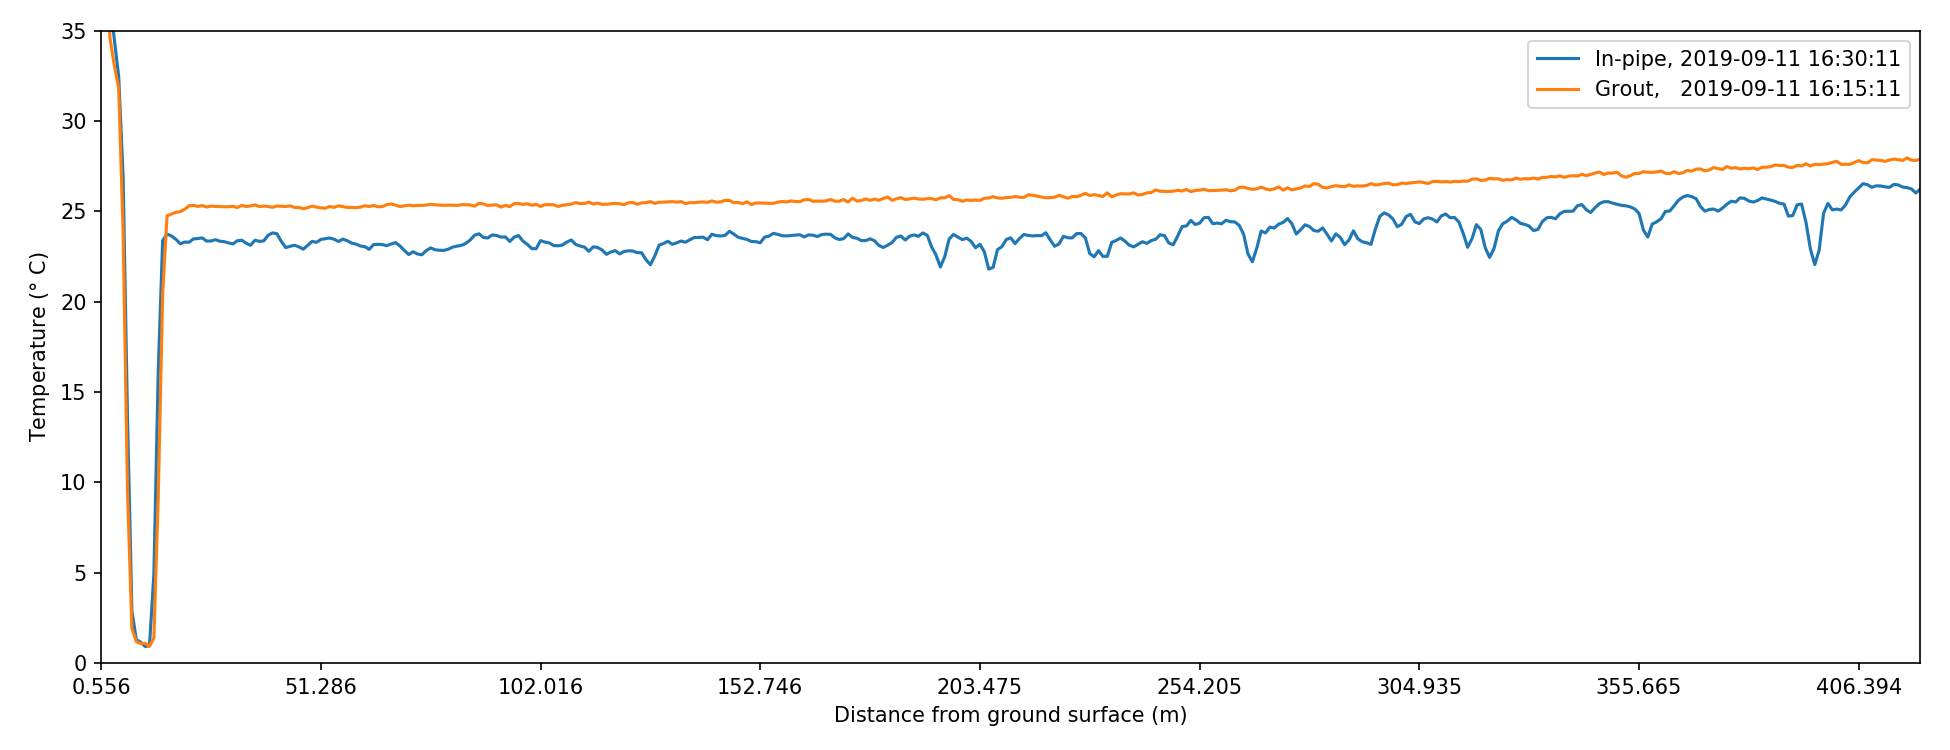 In-pipe, 2019-09-11 16:30:11
Grout, 2019-09-11 16:15:11
Temperature (° C)
35
30
25
20
15
10
5
0
0.556 51.286 102.016 152.746 203.475 254.205 304.935 355.665 406.394
Distance from ground surface (m)